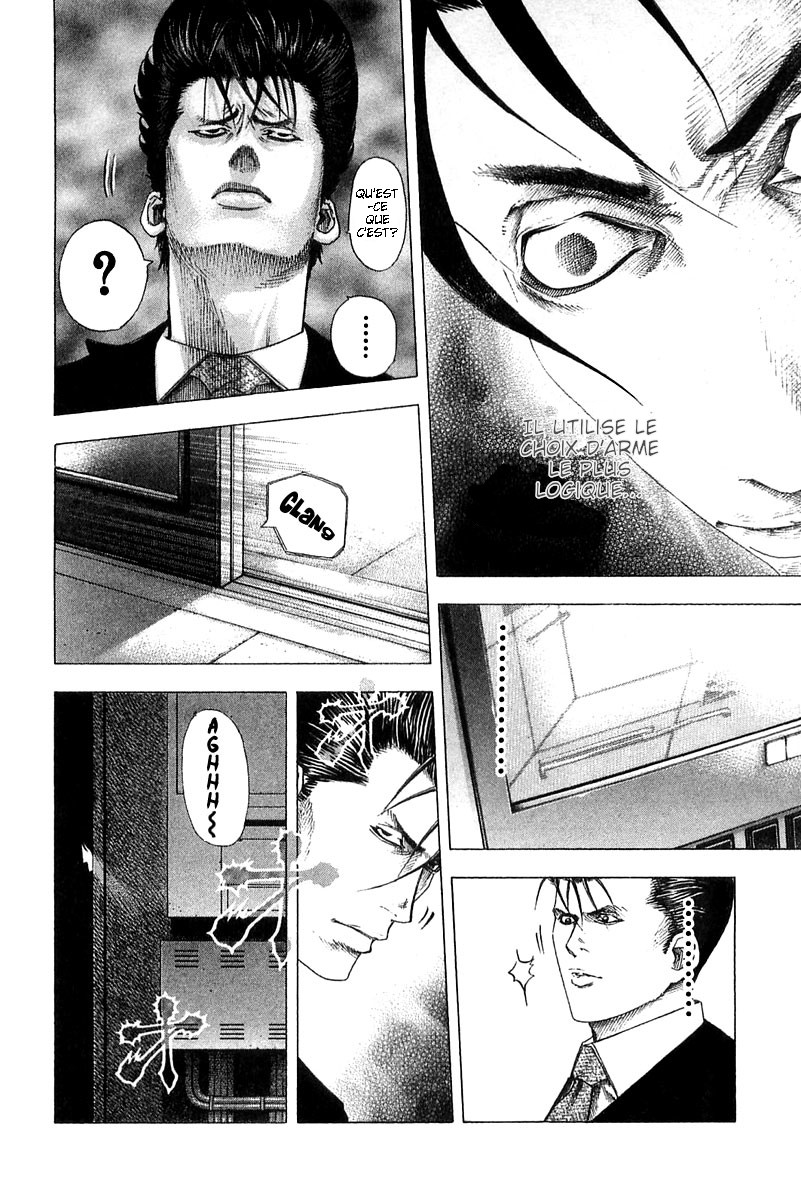 IL UTILISE LE
CHOIX D'ARME
LE PLUS
LOGIQUE...
QU'EST
-CE
QUE
C'EST?
?
........
CLANG
AGHHH~